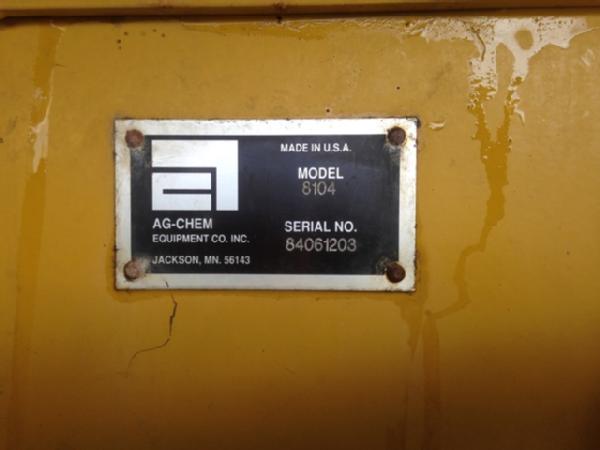 MADE IN U.S.A.
MODEL
8104
AG-CHEM
EQUIPMENT CO. INC.
JACKSON, MN. 56143
SERIAL NO.
84061203